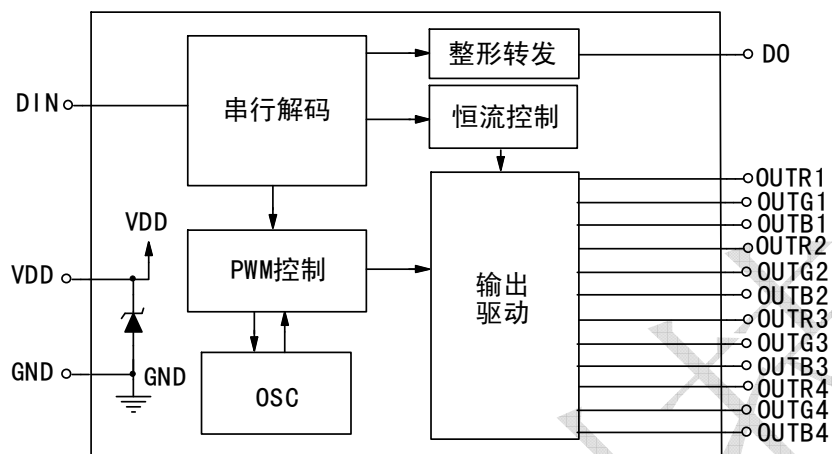 整形转发
DO
DIN
串行解码
恒流控制
OUTR1
OUTG1
OUTB1
OUTR2
OUTG2
OUTB2
OUTR3
OUTG3
OUTB3
OUTR4
OUTG4
OUTB4
VDD
VDD
PWM控制
输出
驱动
GND
GND
OSC